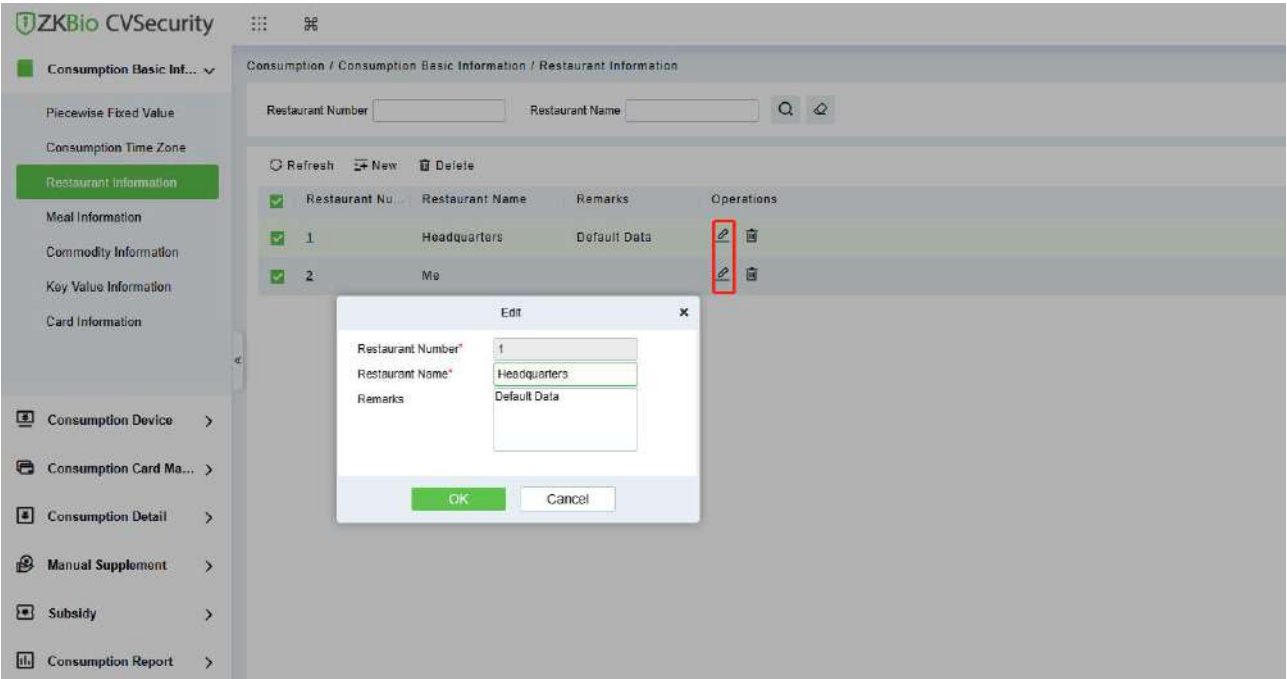 ZKBio CVSecurity
Consumption Basic Inf...
Piecewise Fixed Value
Consumption Time Zone
Restaurant Information
Meal Information
Commodity Information
Key Value Information
Card Information
Consumption Device
Consumption Card Ma...
Consumption Detail
Manual Supplement
Subsidy
Consumption Report
Consumption / Consumption Basic Information / Restaurant Information
Restaurant Number Restaurant Name
Refresh New Delete
Restaurant Nu... Restaurant Name Remarks Operations
1 Headquarters Default Data
2 Me
Edit
Restaurant Number* 1
Restaurant Name* Headquarters
Remarks Default Data
OK Cancel